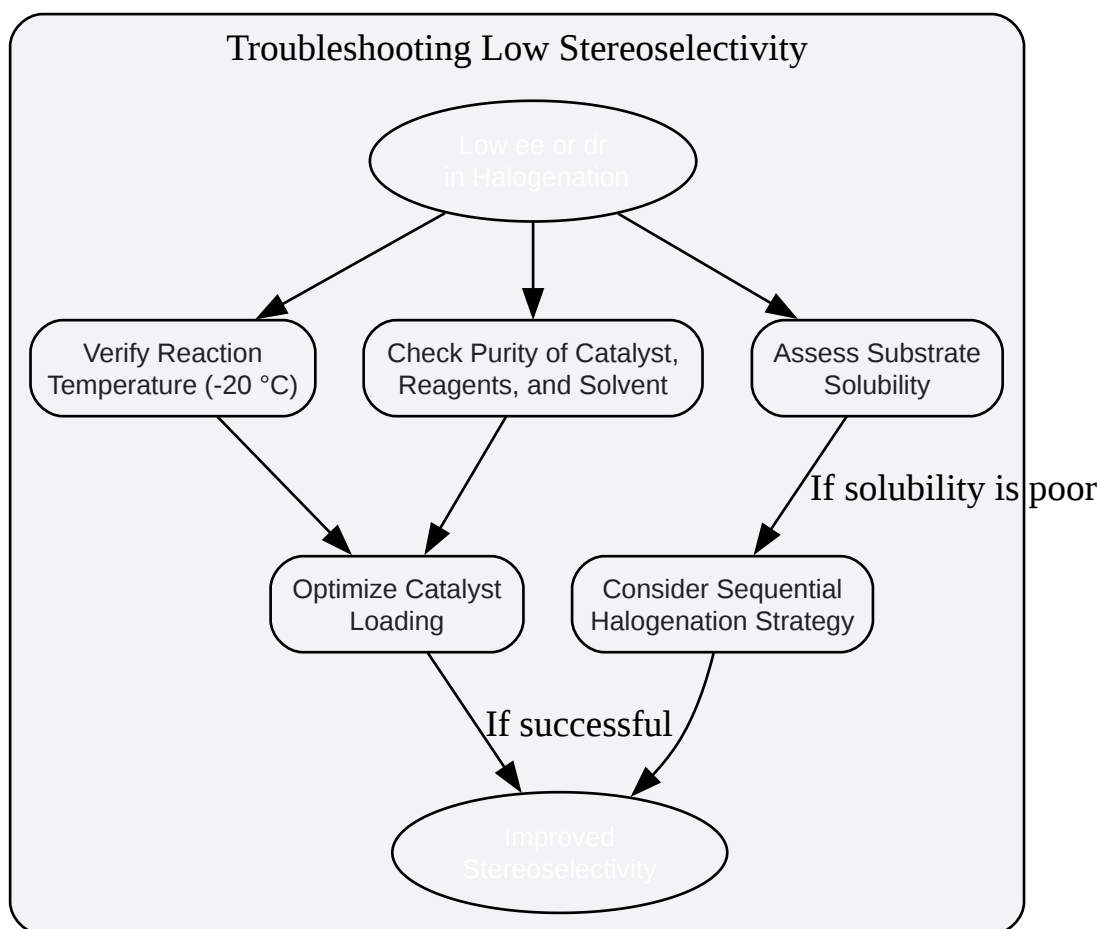 Troubleshooting Low Stereoselectivity
Low ee or dr
in Halogenation
Verify Reaction
Temperature (-20 °C)
Check Purity of Catalyst,
Reagents, and Solvent
Assess Substrate
Solubility
If solubility is poor
Optimize Catalyst
Loading
Consider Sequential
Halogenation Strategy
If successful
Improved
Stereoselectivity